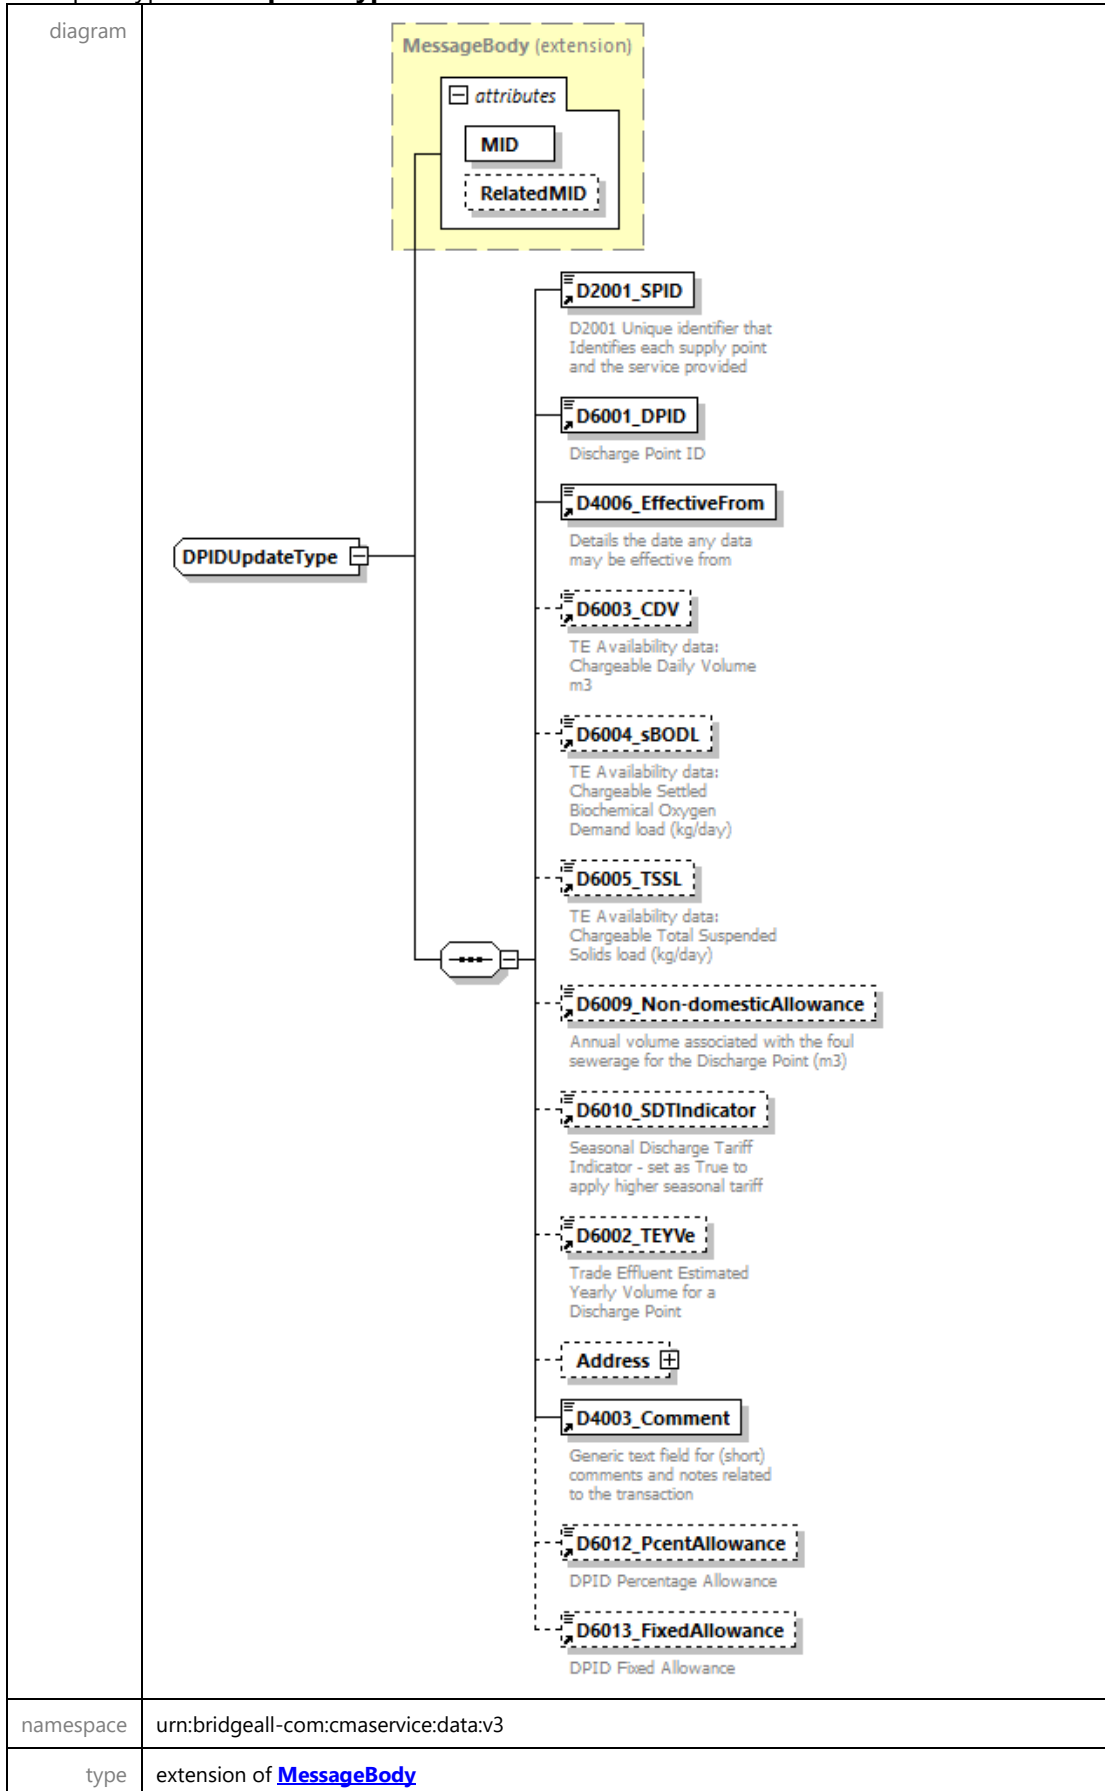 diagram
MessageBody (extension)
attributes
MID
RelatedMID
D2001_SPID
D2001 Unique identifier that
Identifies each supply point
and the service provided
D6001_DPID
Discharge Point ID
D4006_EffectiveFrom
Details the date any data
may be effective from
DPIDUpdateType
D6003_CDV
TE Availability data:
Chargeable Daily Volume
m3
D6004_sBODL
TE Availability data:
Chargeable Settled
Biochemical Oxygen
Demand load (kg/day)
D6005_TSSL
TE Availability data:
Chargeable Total Suspended
Solids load (kg/day)
D6009_Non-domesticAllowance
Annual volume associated with the foul
sewerage for the Discharge Point (m3)
D6010_SDTIndicator
Seasonal Discharge Tariff
Indicator - set as True to
apply higher seasonal tariff
D6002_TEYVe
Trade Effluent Estimated
Yearly Volume for a
Discharge Point
Address
D4003_Comment
Generic text field for (short)
comments and notes related
to the transaction
D6012_PcentAllowance
DPID Percentage Allowance
D6013_FixedAllowance
DPID Fixed Allowance
namespace urn:bridgeall-com:cmaservice:data:v3
type extension of MessageBody